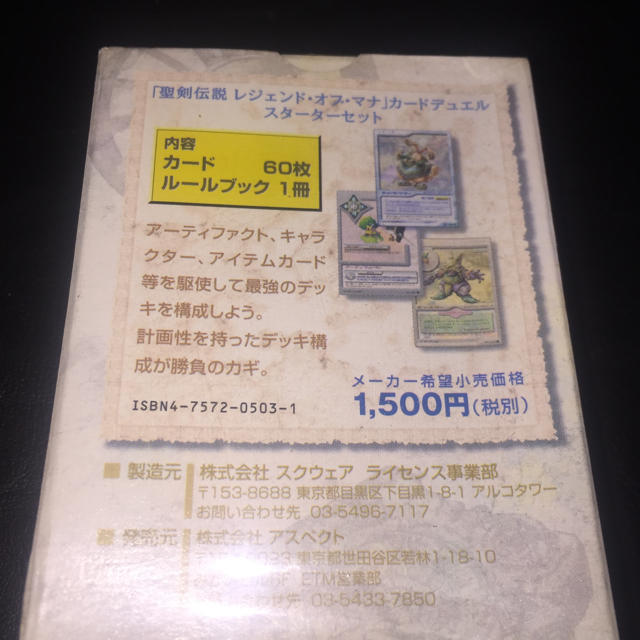 「聖剣伝説 レジェンド・オブ・マナ」カードデュエル
スターターセット
内容
カード 60枚
ルールブック 1冊
アーティファクト、キャラ
クター、アイテムカード
等を駆使して最強のデッ
キを構成しよう。
計画性を持ったデッキ構
成が勝負のカギ。
ISBN4-7572-0503-1
メーカー希望小売価格
1,500円(税別)
■ 製造元 株式会社 スクウェア ライセンス事業部
〒153-8688 東京都目黒区下目黒1-8-1 アルコタワー
お問い合わせ先 03-5496-7117
発売元 株式会社 アスペクト
東京都世田谷区若林1-18-10
ETM営業部
03-5433-7850